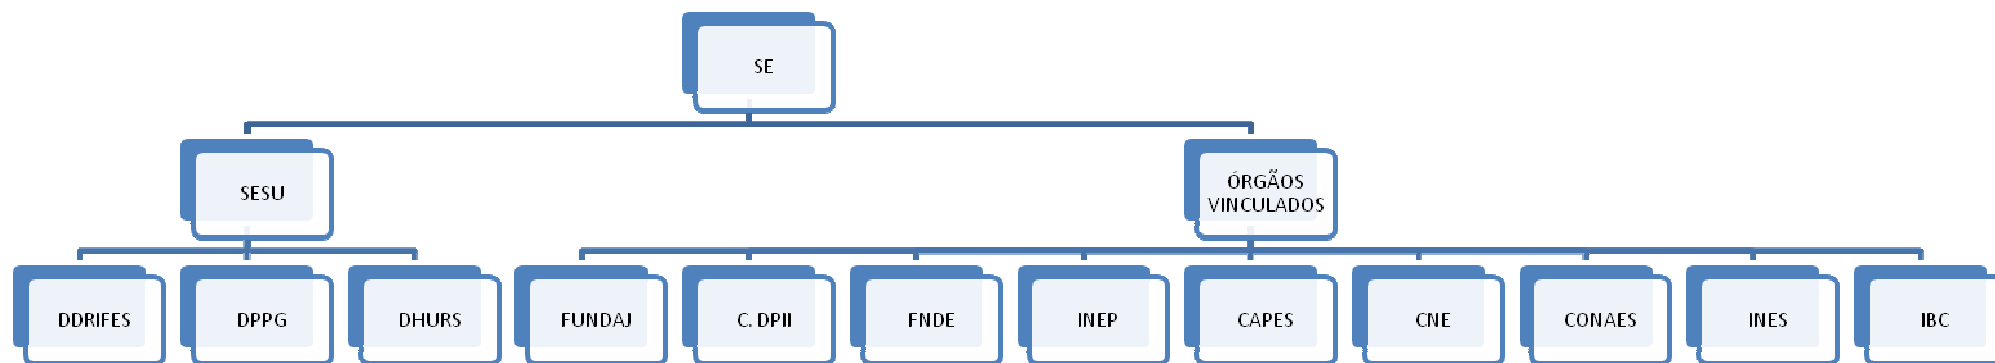 SE
SESU
ÓRGÃOS
VINCULADOS
DDRIFES
DPPG
DHURS
FUNDAJ
C. DPII
FNDE
INEP
CAPES
CNE
CONAES
INES
IBC